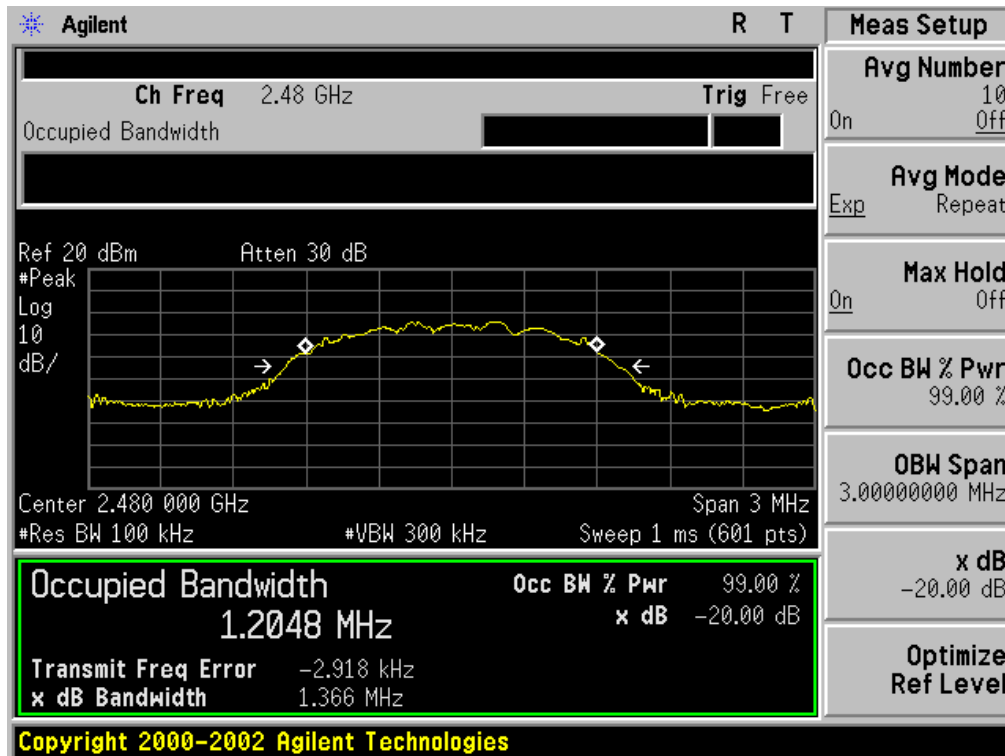 Agilent R T
Ch Freq 2.48 GHz Trig Free
Occupied Bandwidth
Ref 20 dBm Atten 30 dB
#Peak
Log
10
dB/
Center 2.480 000 GHz Span 3 MHz
#Res BW 100 kHz #VBW 300 kHz Sweep 1 ms (601 pts)
Occupied Bandwidth Occ BW % Pwr 99.00 %
1.2048 MHz x dB -20.00 dB
Transmit Freq Error -2.918 kHz
x dB Bandwidth 1.366 MHz
Copyright 2000-2002 Agilent Technologies
Meas Setup
Avg Number
10
On Off
Avg Mode
Exp Repeat
Max Hold
On Off
Occ BW % Pwr
99.00 %
OBW Span
3.00000000 MHz
x dB
-20.00 dB
Optimize
Ref Level